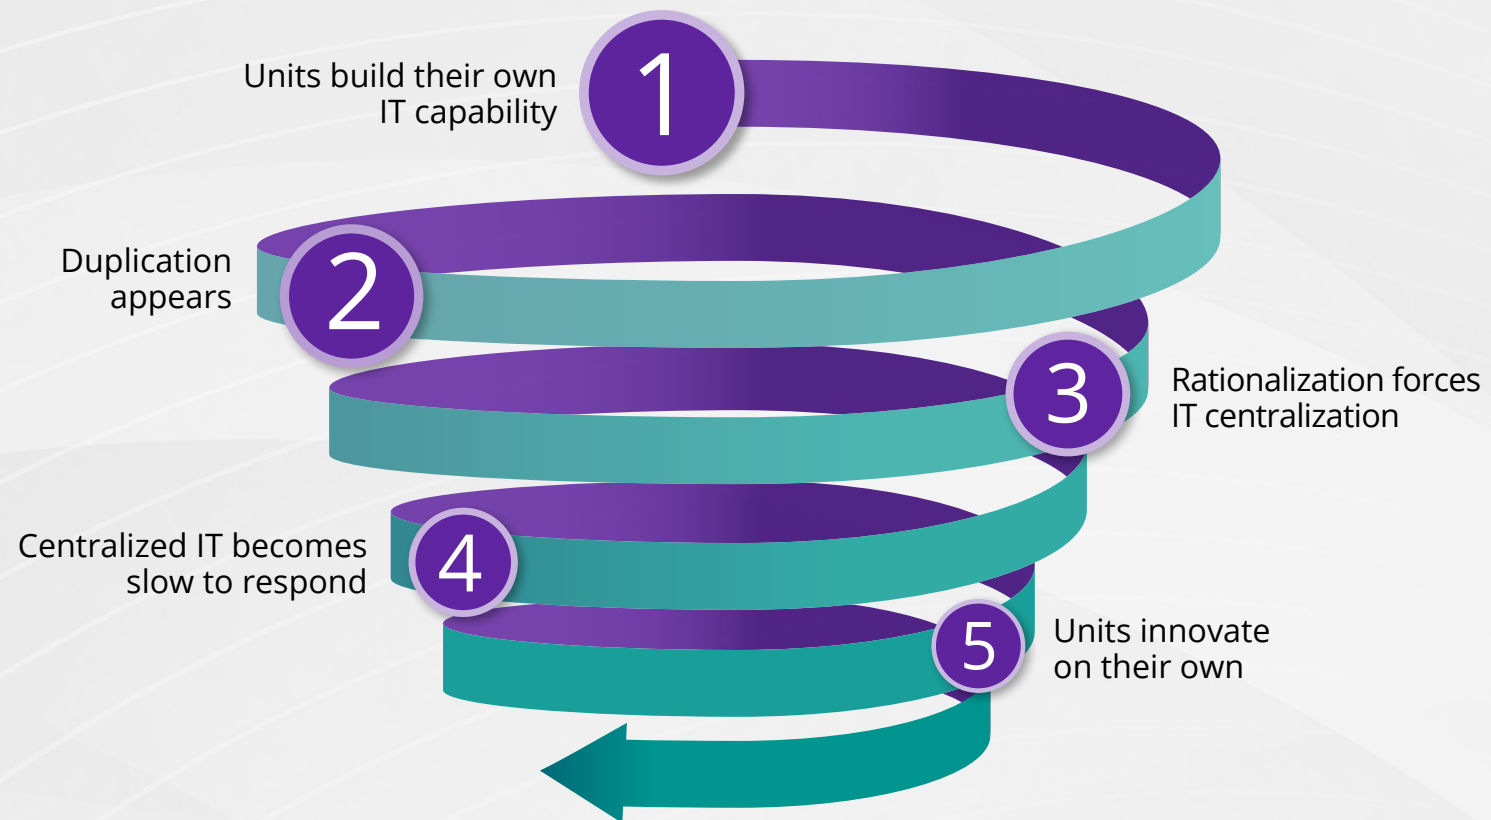 1
Units build their own
IT capability
2
Duplication
appears
3
Rationalization forces
IT centralization
4
Centralized IT becomes
slow to respond
5
Units innovate
on their own